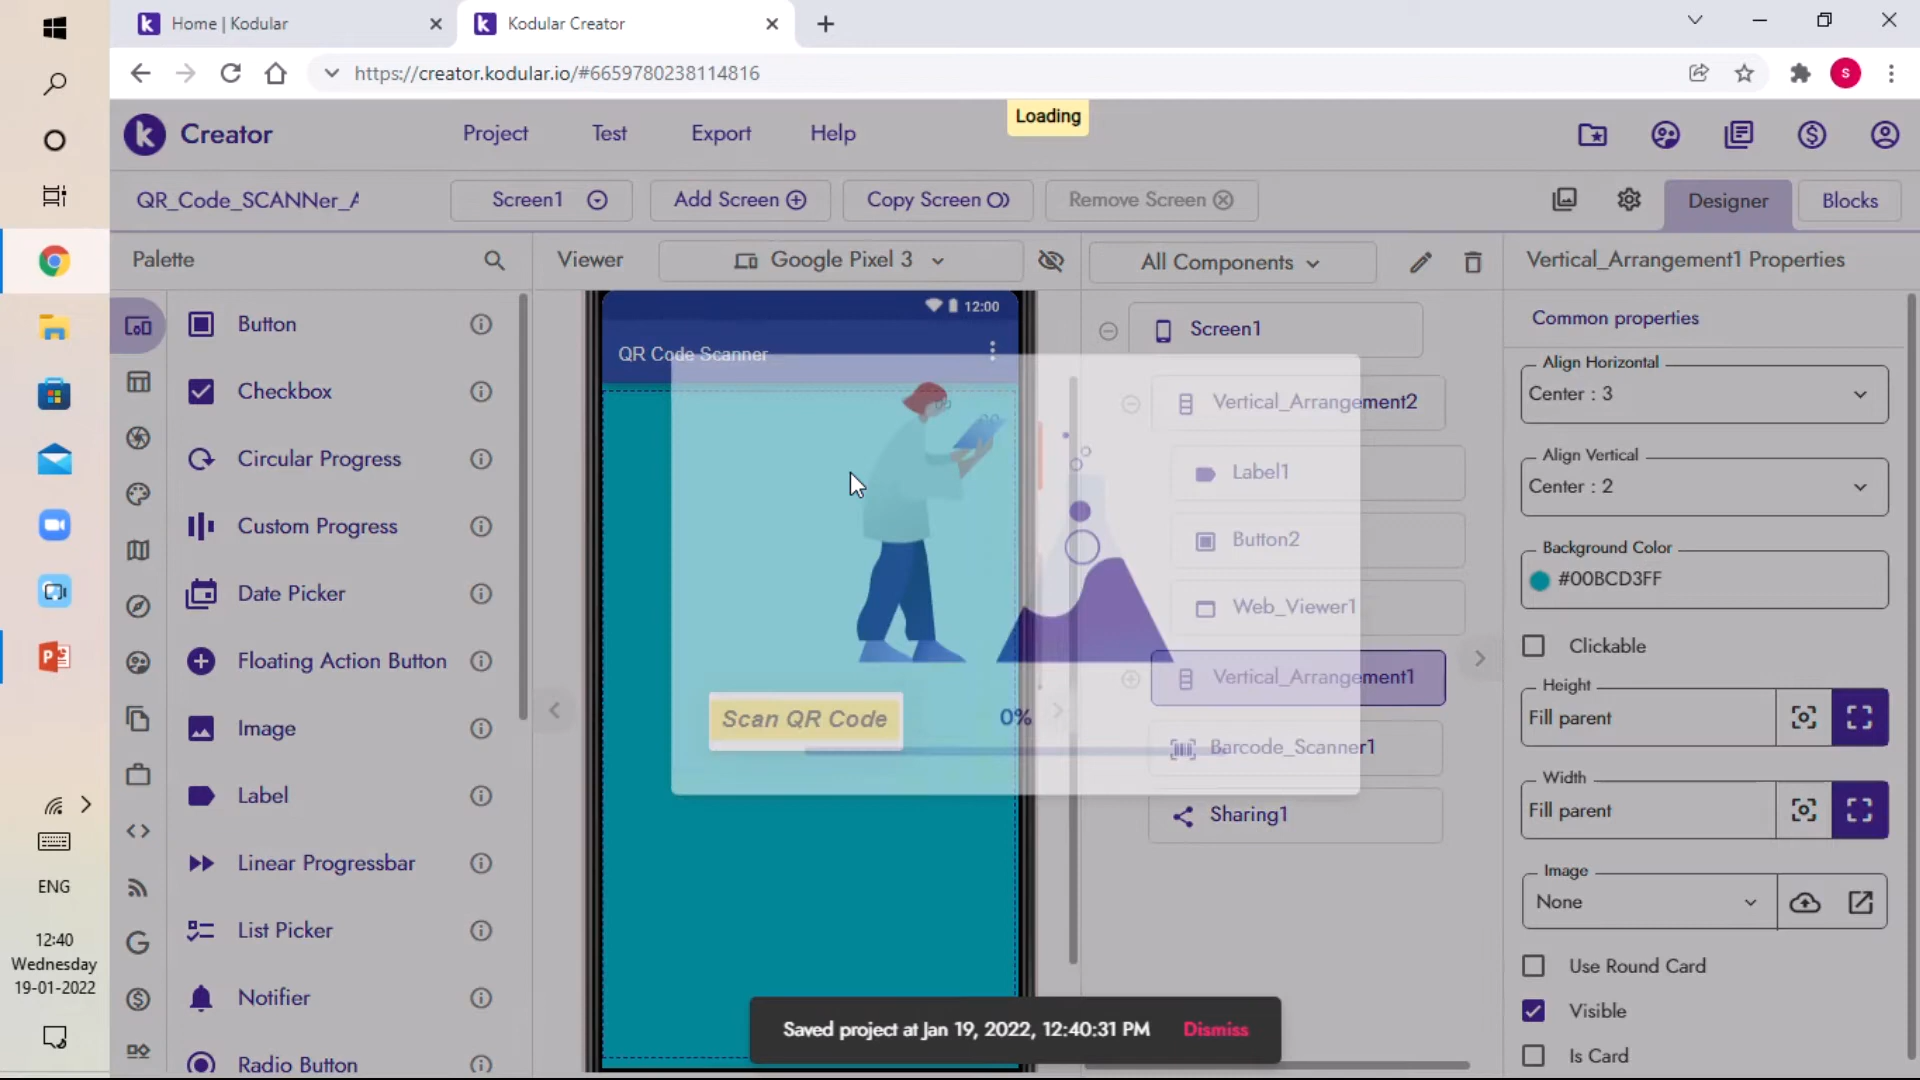 Home | Kodular
Kodular Creator
https://creator.kodular.io/#6659780238114816
s
Loading
k Creator
Project
Test
Export
Help
QR_Code_SCANNer_A
Screen1
Add Screen
Copy Screen
Remove Screen
Designer
Blocks
Palette
Viewer
Google Pixel 3
All Components
Vertical_Arrangement1 Properties
Button
Checkbox
Circular Progress
Custom Progress
Date Picker
Floating Action Button
Image
Label
Linear Progressbar
List Picker
Notifier
Radio Button
12:00
QR Code Scanner
Scan QR Code
0%
Screen1
Vertical_Arrangement2
Label1
Button2
Web_Viewer1
Vertical_Arrangement1
Barcode_Scanner1
Sharing1
Common properties
Align Horizontal
Center : 3
Align Vertical
Center : 2
Background Color
#00BCD3FF
Clickable
Height
Fill parent
Width
Fill parent
Image
None
Use Round Card
Visible
Is Card
Saved project at Jan 19, 2022, 12:40:31 PM Dismiss
ENG
12:40
Wednesday
19-01-2022